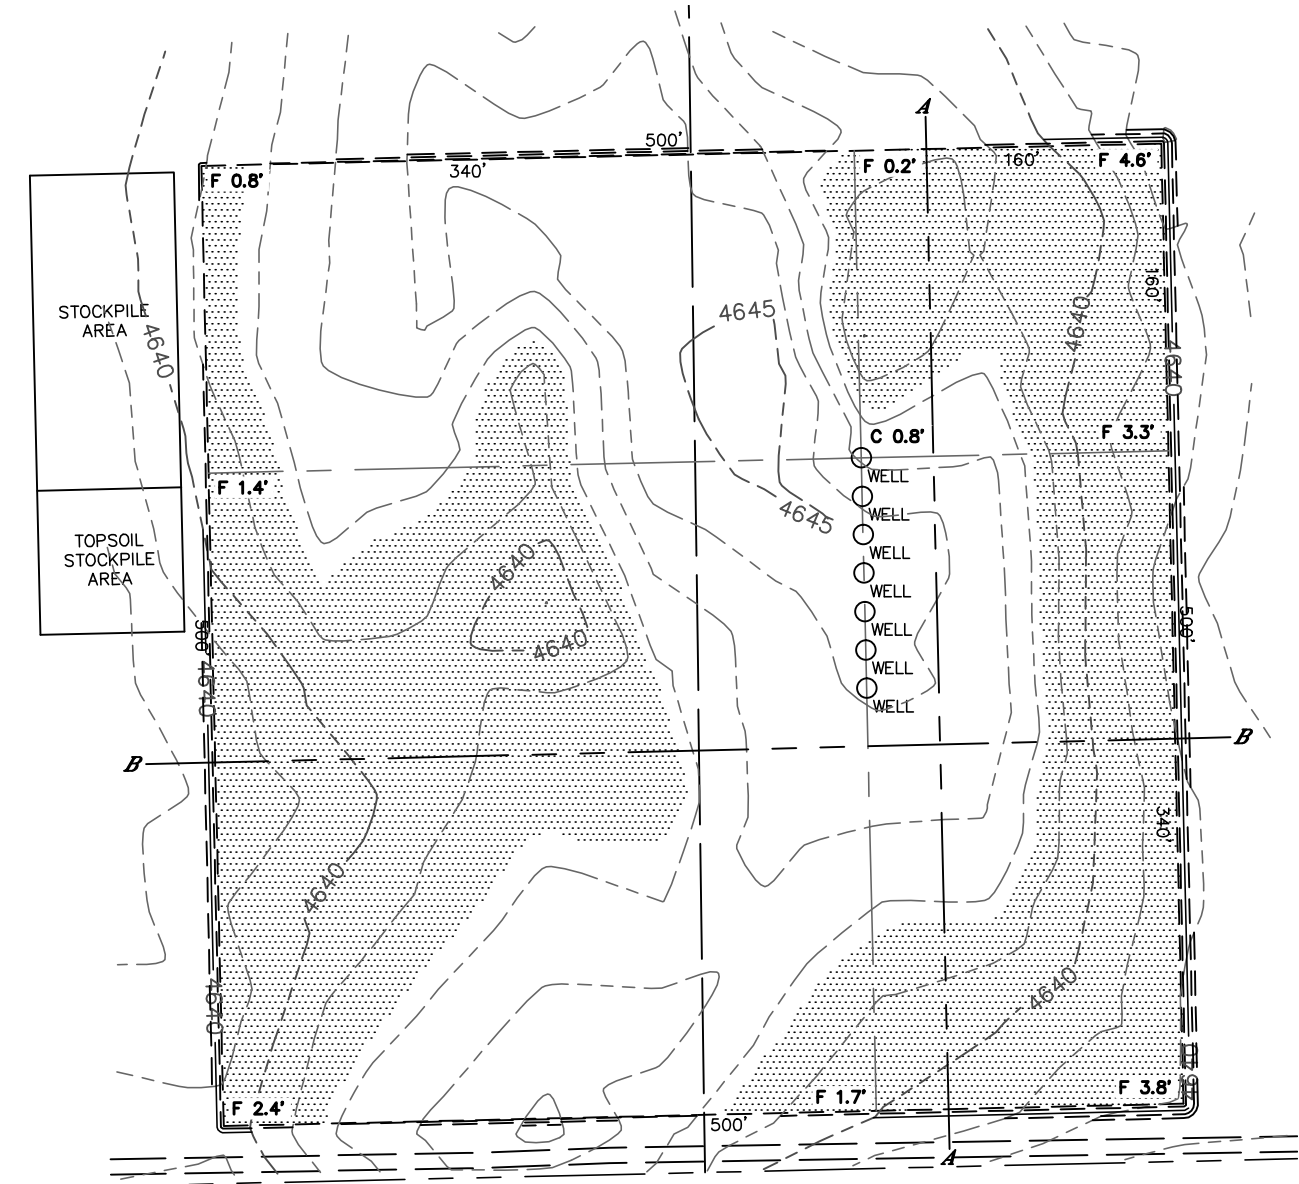 A
500'
F 0.8'
340'
F 0.2'
160'
F 4.6'
160'
STOCKPILE
AREA
4640
4645
4640
4640
C 0.8'
F 3.3'
WELL
F 1.4'
4645
WELL
TOPSOIL
STOCKPILE
AREA
4640
WELL
WELL
500'
WELL
500'
4640
WELL
4640
WELL
B
B
340'
4640
4640
4640
F 2.4'
F 1.7'
F 3.8'
500'
A